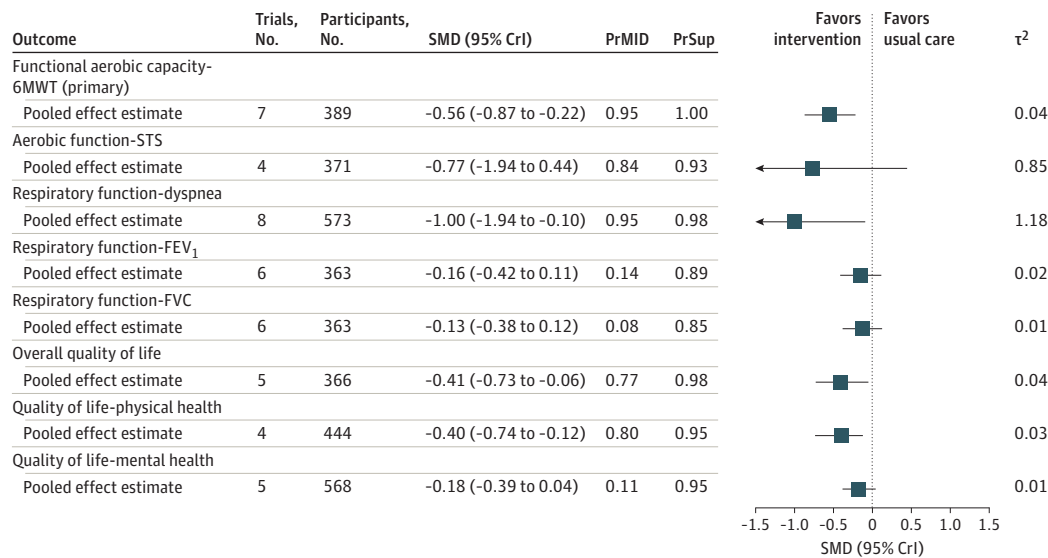 Outcome Trials, No. Participants, No. SMD (95% CrI) PrMID PrSup Favors intervention Favors usual care τ²
Functional aerobic capacity-
6MWT (primary)
Pooled effect estimate 7 389 -0.56 (-0.87 to -0.22) 0.95 1.00 0.04
Aerobic function-STS
Pooled effect estimate 4 371 -0.77 (-1.94 to 0.44) 0.84 0.93 0.85
Respiratory function-dyspnea
Pooled effect estimate 8 573 -1.00 (-1.94 to -0.10) 0.95 0.98 1.18
Respiratory function-FEV₁
Pooled effect estimate 6 363 -0.16 (-0.42 to 0.11) 0.14 0.89 0.02
Respiratory function-FVC
Pooled effect estimate 6 363 -0.13 (-0.38 to 0.12) 0.08 0.85 0.01
Overall quality of life
Pooled effect estimate 5 366 -0.41 (-0.73 to -0.06) 0.77 0.98 0.04
Quality of life-physical health
Pooled effect estimate 4 444 -0.40 (-0.74 to -0.12) 0.80 0.95 0.03
Quality of life-mental health
Pooled effect estimate 5 568 -0.18 (-0.39 to 0.04) 0.11 0.95 0.01
-1.5 -1.0 -0.5 0 0.5 1.0 1.5
SMD (95% CrI)